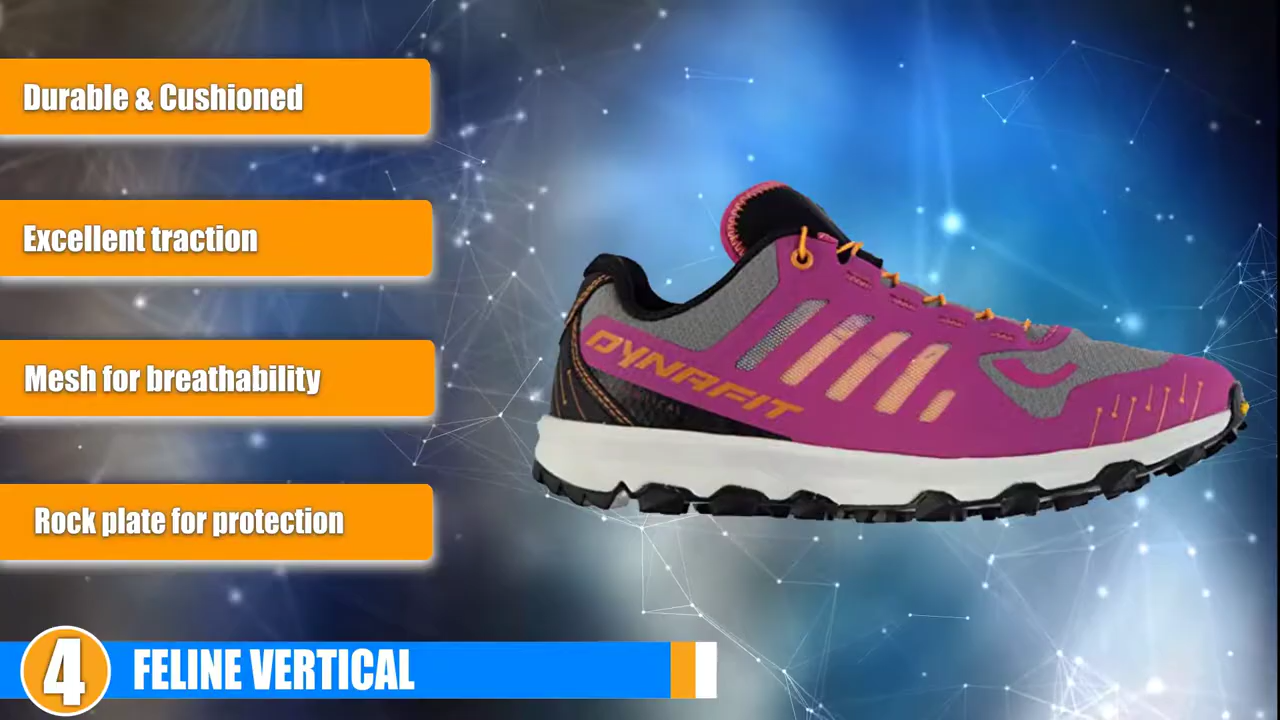 Durable & Cushioned
Excellent traction
Mesh for breathability
Rock plate for protection
DYNAFIT
4 FELINE VERTICAL